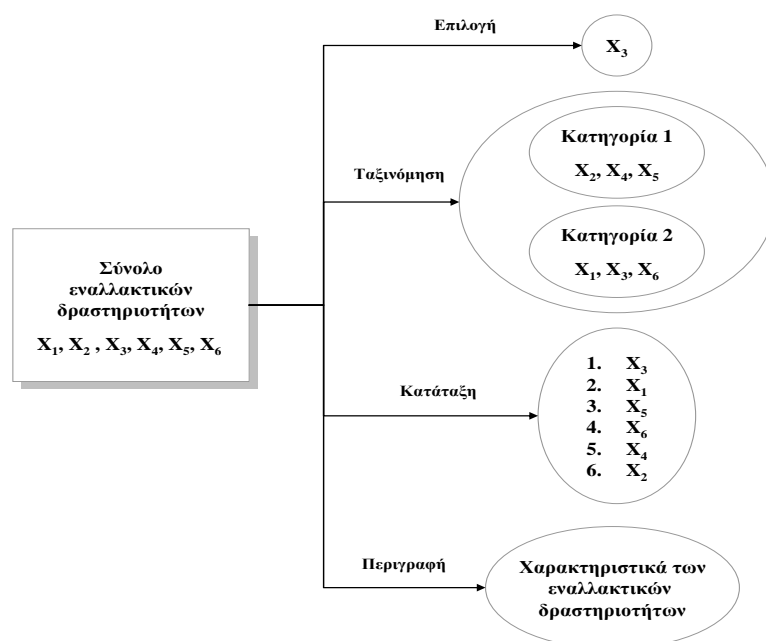 Επιλογή
X3
Ταξινόμηση
Κατηγορία 1
X2, X4, X5
Κατηγορία 2
X1, X3, X6
Σύνολο
εναλλακτικών
δραστηριοτήτων
X1, X2 , X3, X4, X5, X6
Κατάταξη
1. X3
2. X1
3. X5
4. X6
5. X4
6. X2
Περιγραφή
Χαρακτηριστικά των
εναλλακτικών
δραστηριοτήτων